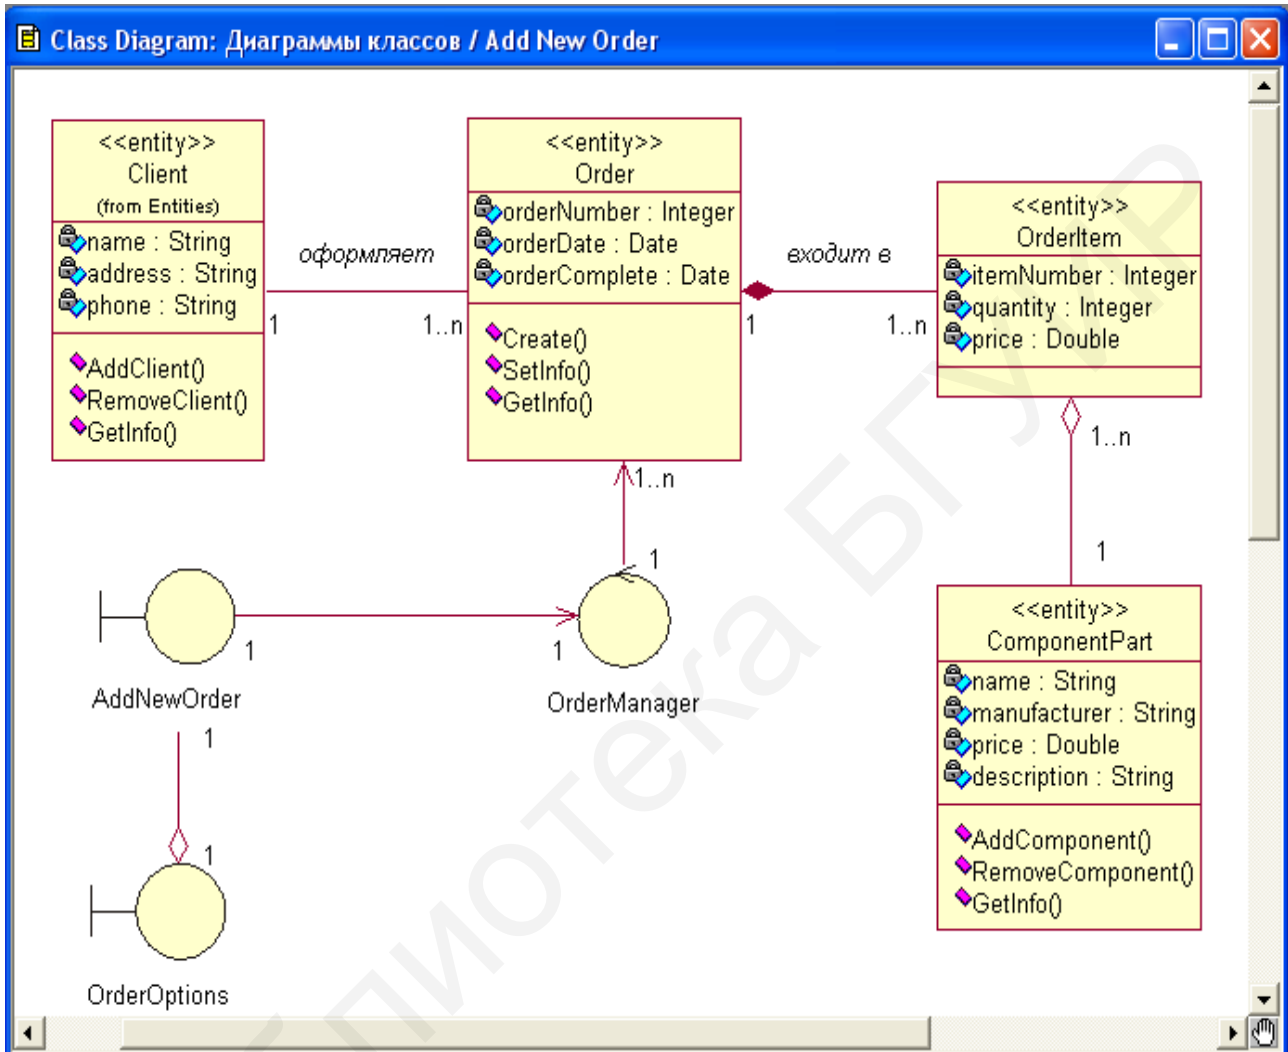 Class Diagram: Диаграммы классов / Add New Order
<<entity>>
Client
(from Entities)
name : String
address : String
phone : String
AddClient()
RemoveClient()
GetInfo()
оформляет
1
1..n
<<entity>>
Order
orderNumber : Integer
orderDate : Date
orderComplete : Date
Create()
SetInfo()
GetInfo()
входит в
1
1..n
<<entity>>
OrderItem
itemNumber : Integer
quantity : Integer
price : Double
1..n
1
<<entity>>
ComponentPart
name : String
manufacturer : String
price : Double
description : String
AddComponent()
RemoveComponent()
GetInfo()
1..n
1
1
1
AddNewOrder
OrderManager
1
1
OrderOptions
блиотека БГУИР